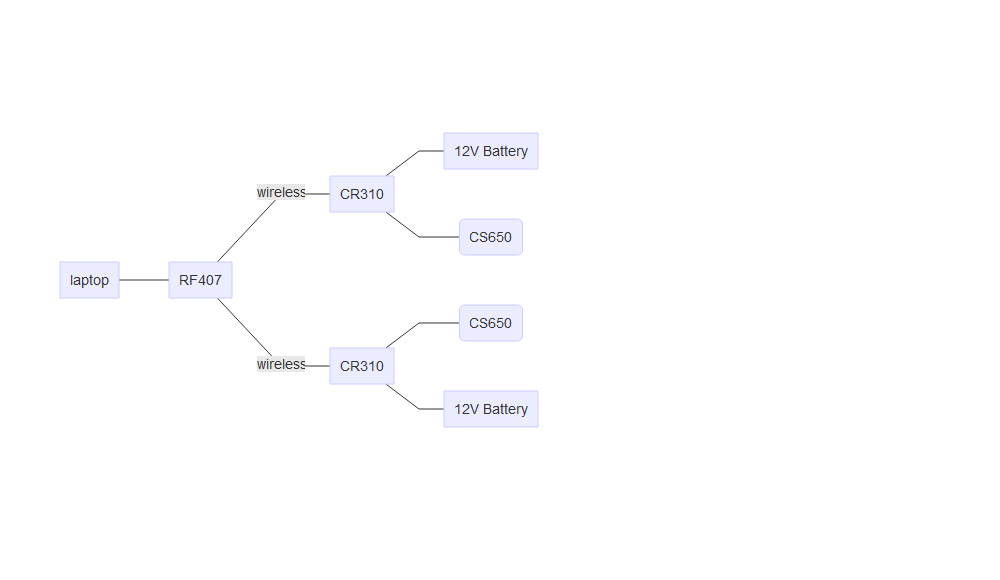 12V Battery
wireless
CR310
CS650
laptop
RF407
CS650
wireless
CR310
12V Battery